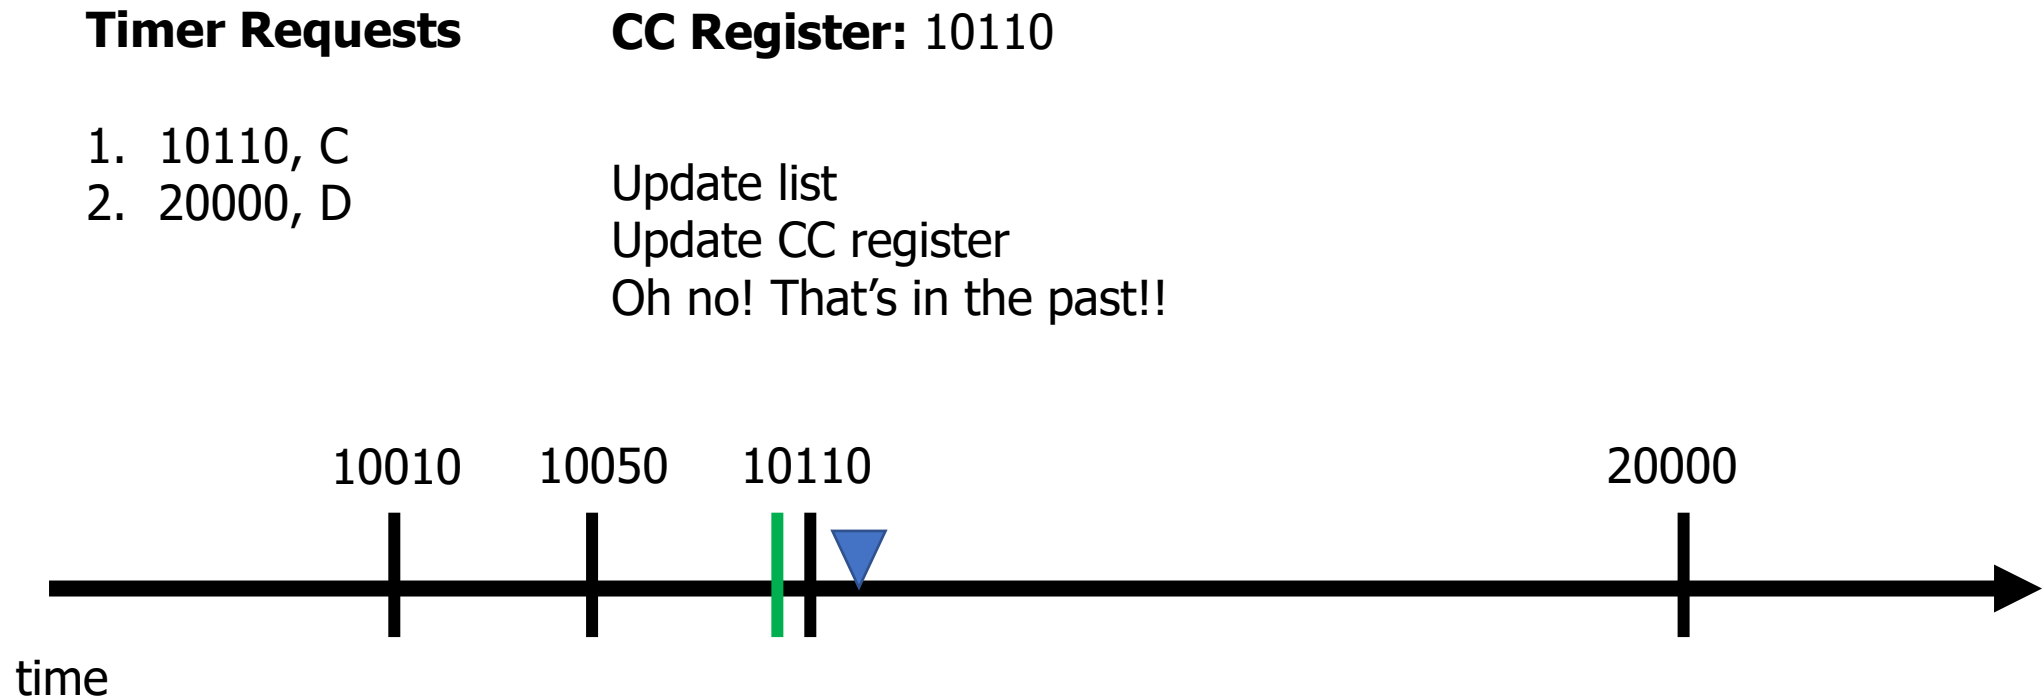 Timer Requests
CC Register: 10110
1. 10110, C
2. 20000, D
Update list
Update CC register
Oh no! That’s in the past!!
10010
10050
10110
20000
time